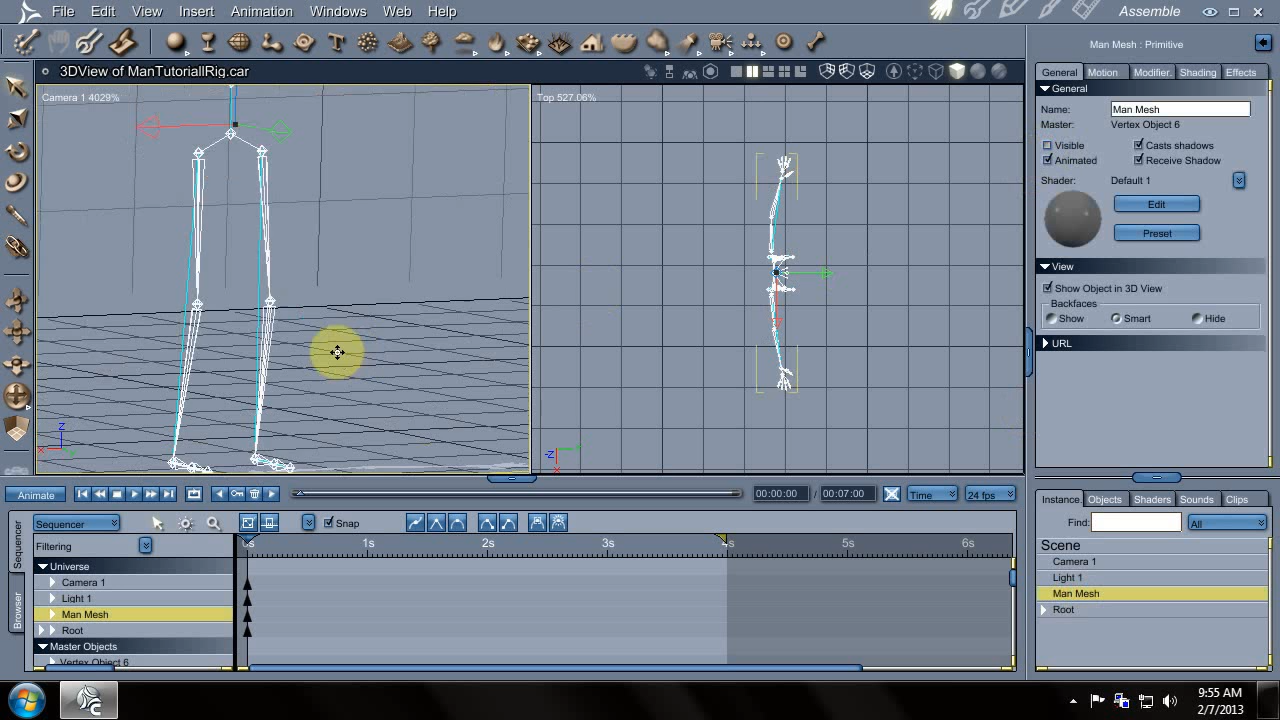 File Edit View Insert Animation Windows Web Help
Assemble
3DView of ManTutoriallRig.car
Man Mesh : Primitive
General Motion Modifier. Shading Effects
Camera 1 4029%
Top 527.06%
General
Name: Man Mesh
Master: Vertex Object 6
Visible Casts shadows
Animated Receive Shadow
Shader: Default 1
Edit
Preset
View
Show Object in 3D View
Backfaces
Show Smart Hide
URL
Z
X
-Z
X
Animate
00:00:00 / 00:07:00 Time 24 fps
Instance. Objects Shaders Sounds Clips
Sequencer
Browser
Sequencer
Snap
Find: All
Filtering
0s 1s 2s 3s 4s 5s 6s
Universe
Camera 1
Light 1
Man Mesh
Root
Master Objects
Vertex Object 6
Scene
Camera 1
Light 1
Man Mesh
Root
9:55 AM
2/7/2013